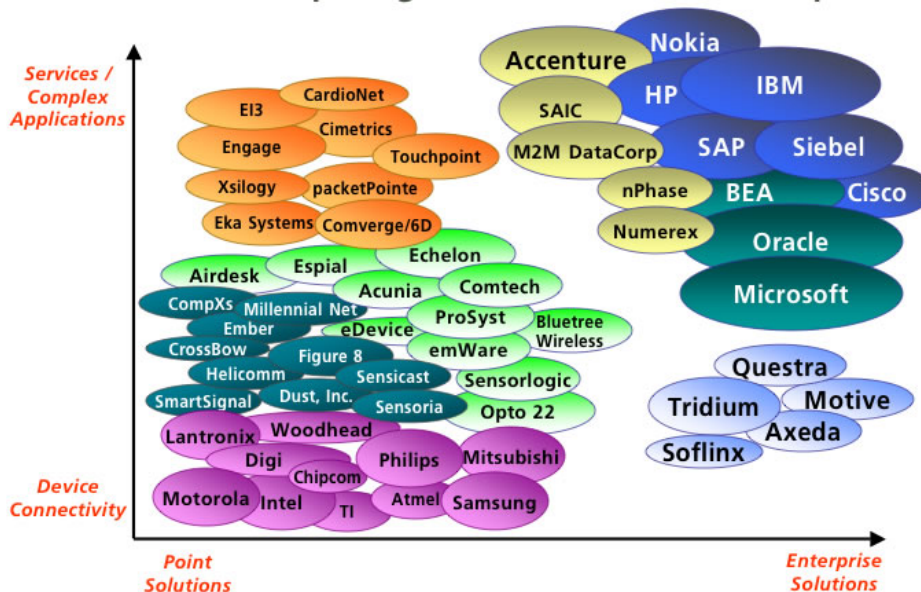 Services /
Complex
Applications
Nokia
Accenture
IBM
HP
CardioNet
EI3
SAIC
Cimetrics
Engage
SAP
Siebel
M2M DataCorp
Touchpoint
Xsilogy
packetPointe
nPhase
BEA
Cisco
Eka Systems
Comverge/6D
Numerex
Oracle
Echelon
Espial
Airdesk
Comtech
Acunia
Microsoft
CompXs
Millennial Net
ProSyst
Ember
eDevice
Bluetree
Wireless
CrossBow
Figure 8
emWare
Questra
Helicomm
Sensicast
Sensorlogic
SmartSignal
Dust, Inc.
Sensoria
Opto 22
Tridium
Motive
Axeda
Woodhead
Lantronix
Soflinx
Digi
Philips
Mitsubishi
Chipcom
Device
Connectivity
Motorola
Intel
TI
Atmel
Samsung
Point
Solutions
Enterprise
Solutions